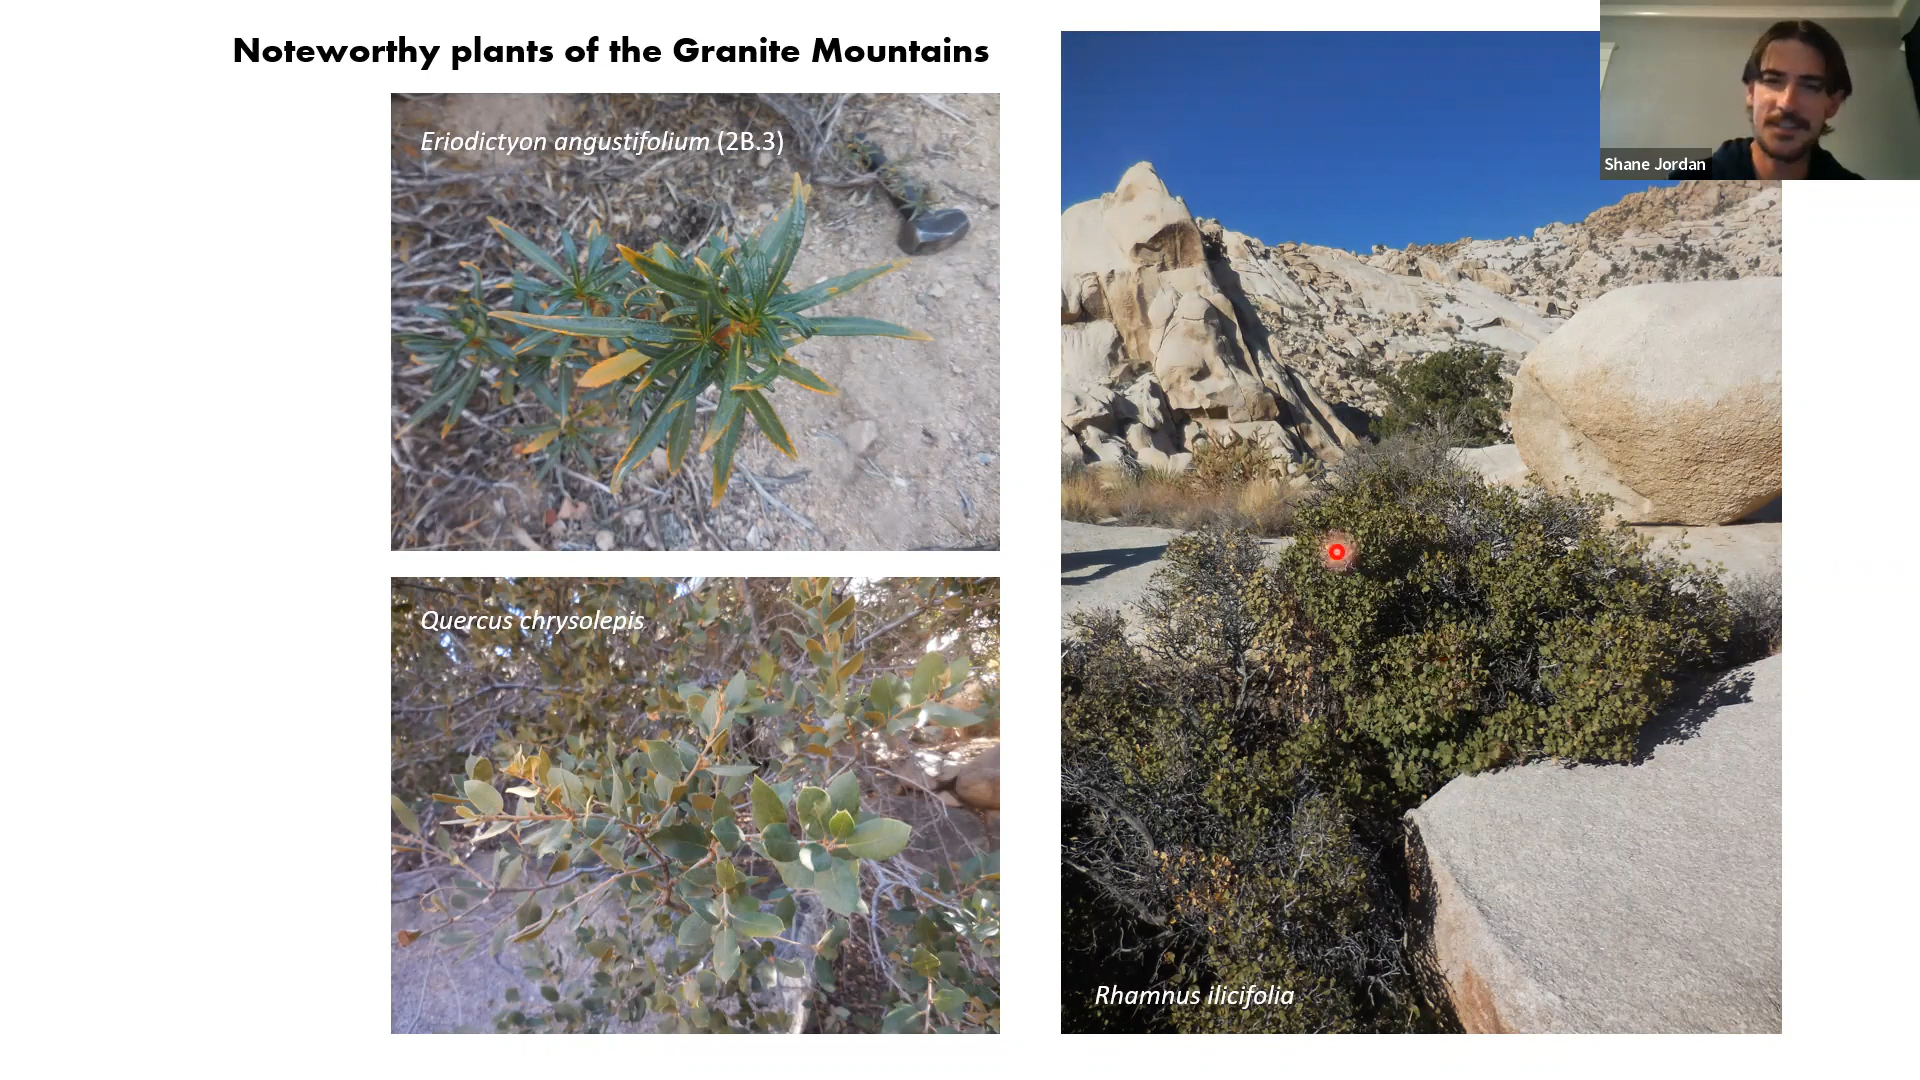 Noteworthy plants of the Granite Mountains
Eriodictyon angustifolium (2B.3)
Quercus chrysolepis
Rhamnus ilicifolia
Shane Jordan